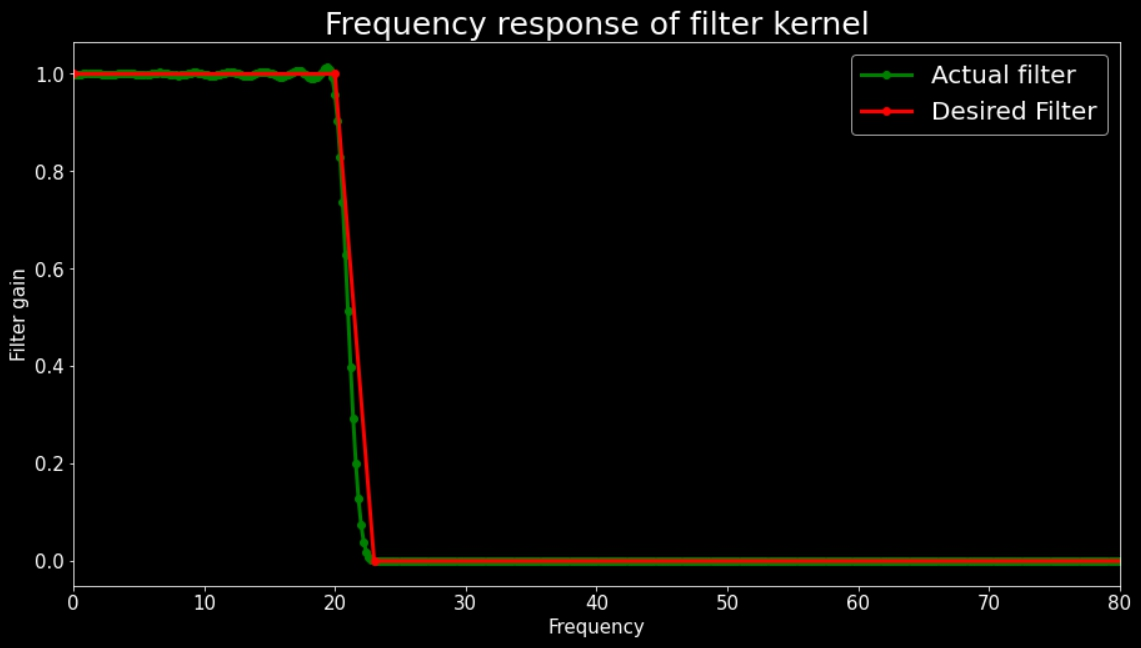 Frequency response of filter kernel
Actual filter
Desired Filter
Filter gain
1.0
0.8
0.6
0.4
0.2
0.0
0 10 20 30 40 50 60 70 80
Frequency